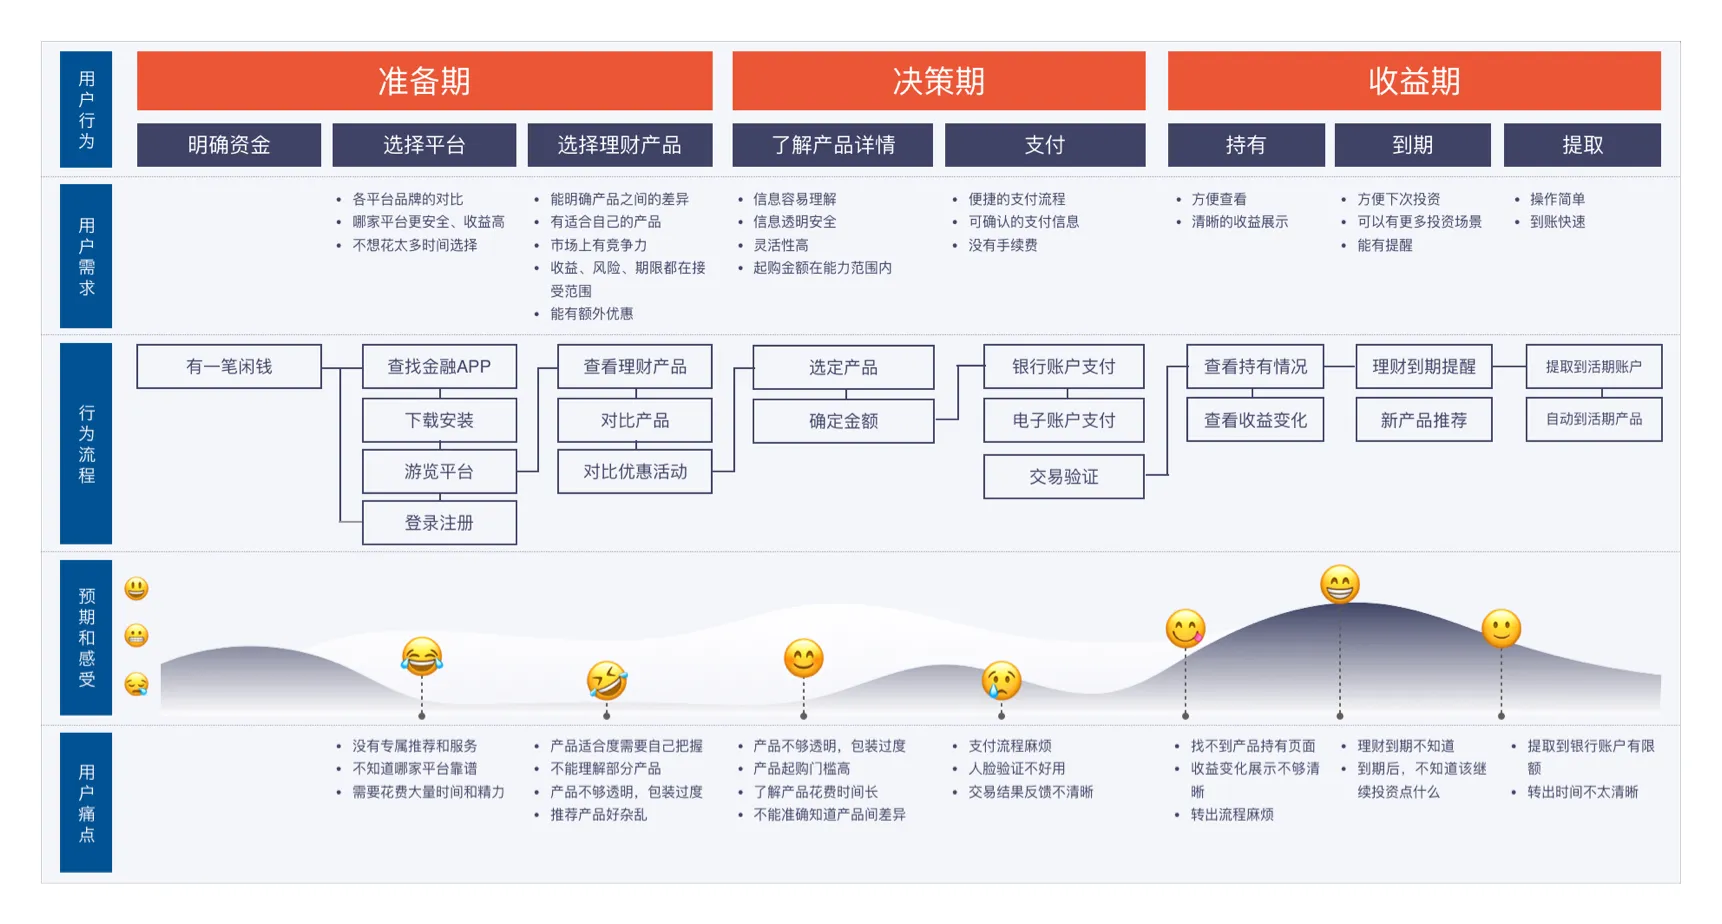 用户行为
准备期
决策期
收益期
明确资金
选择平台
选择理财产品
了解产品详情
支付
持有
到期
提取
用户需求
• 各平台品牌的对比
• 哪家平台更安全、收益高
• 不想花太多时间选择
• 能明确产品之间的差异
• 有适合自己的产品
• 市场上有竞争力
• 收益、风险、期限都在接
受范围
• 能有额外优惠
• 信息容易理解
• 信息透明安全
• 灵活性高
• 起购金额在能力范围内
• 便捷的支付流程
• 可确认的支付信息
• 没有手续费
• 方便查看
• 清晰的收益展示
• 方便下次投资
• 可以有更多投资场景
• 能有提醒
• 操作简单
• 到账快速
行为流程
有一笔闲钱
查找金融APP
下载安装
游览平台
登录注册
查看理财产品
对比产品
对比优惠活动
选定产品
确定金额
银行账户支付
电子账户支付
交易验证
查看持有情况
查看收益变化
理财到期提醒
新产品推荐
提取到活期账户
自动到活期产品
预期和感受
用户痛点
• 没有专属推荐和服务
• 不知道哪家平台靠谱
• 需要花费大量时间和精力
• 产品适合度需要自己把握
• 不能理解部分产品
• 产品不够透明，包装过度
• 推荐产品好杂乱
• 产品不够透明，包装过度
• 产品起购门槛高
• 了解产品花费时间长
• 不能准确知道产品间差异
• 支付流程麻烦
• 人脸验证不好用
• 交易结果反馈不清晰
• 找不到产品持有页面
• 收益变化展示不够清
晰
• 转出流程麻烦
• 理财到期不知道
• 到期后，不知道该继
续投资点什么
• 提取到银行账户有限
额
• 转出时间不太清晰